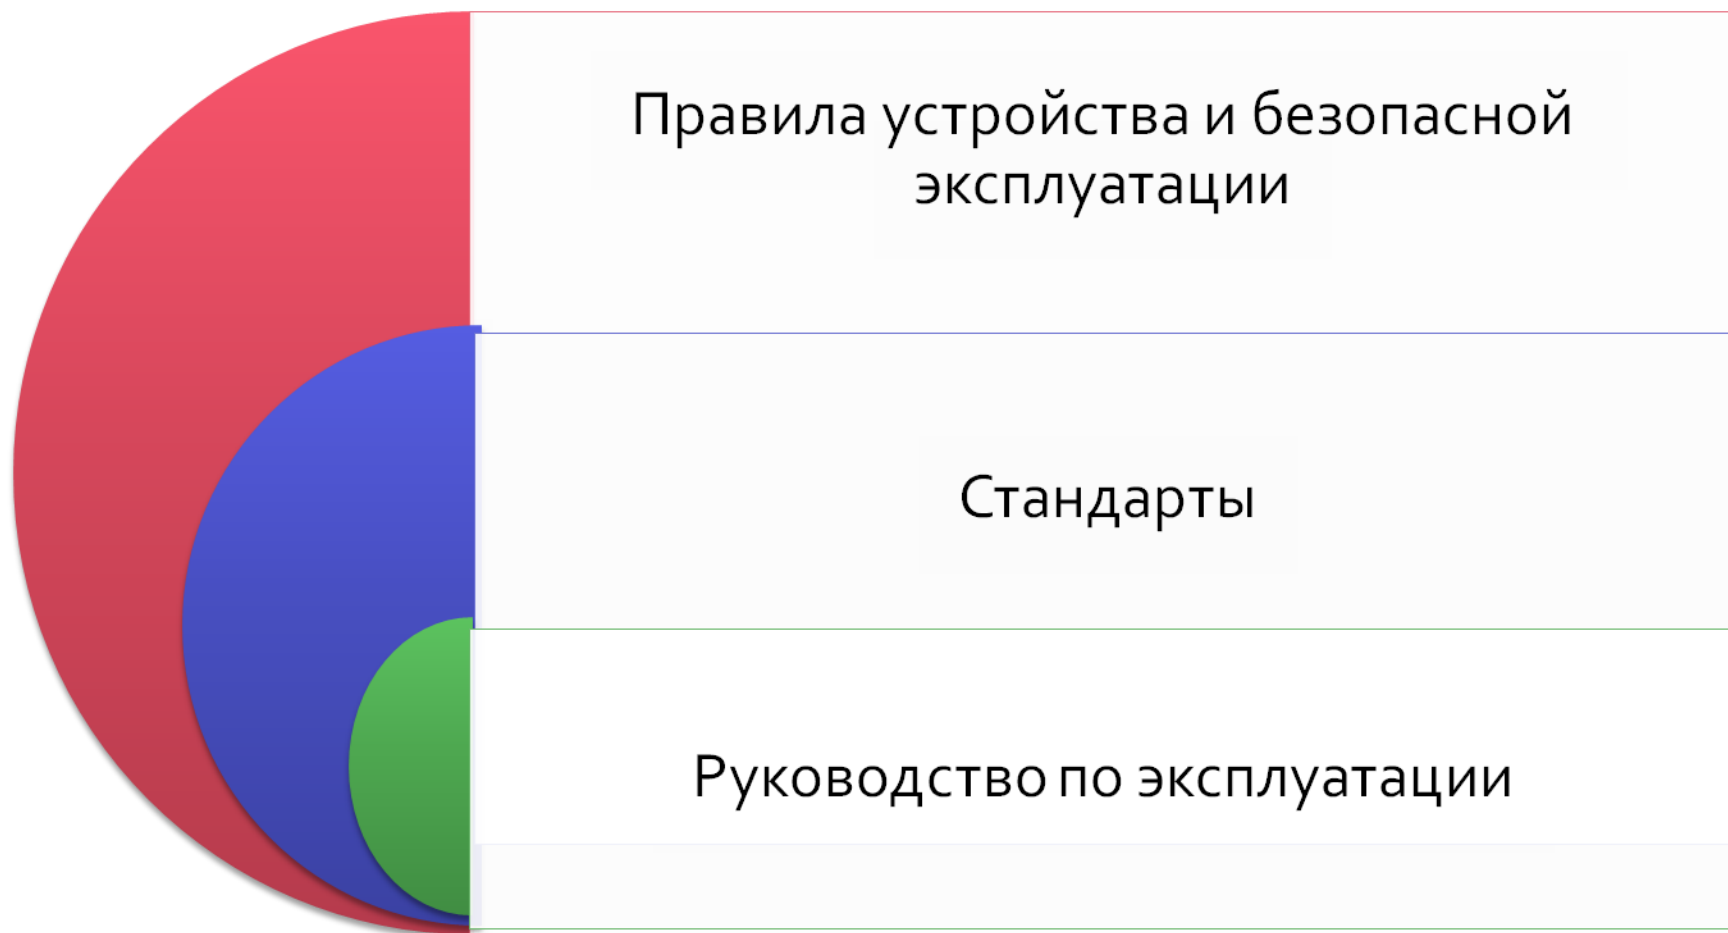 Правила устройства и безопасной
эксплуатации
Стандарты
Руководство по эксплуатации